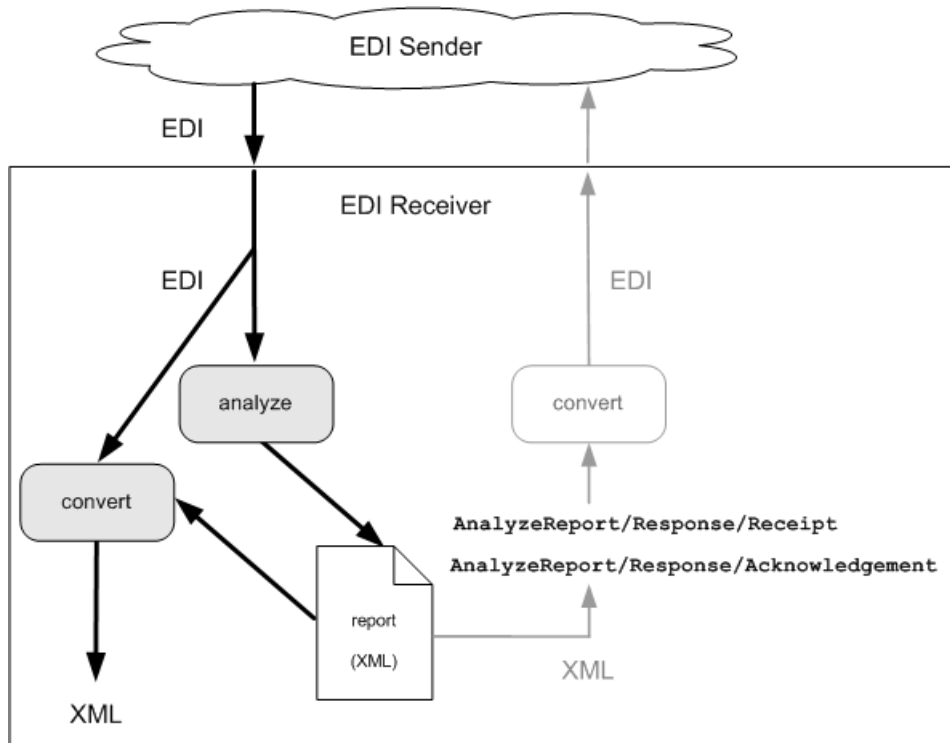 EDI Sender
EDI
EDI Receiver
EDI
EDI
analyze
convert
convert
AnalyzeReport/Response/Receipt
AnalyzeReport/Response/Acknowledgement
report
(XML)
XML
XML